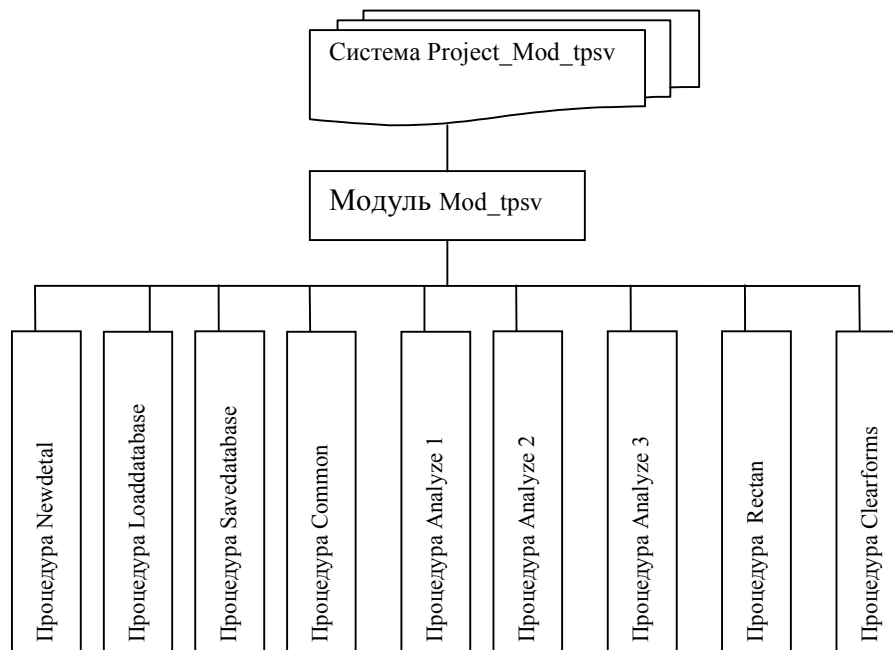 Система Project_Mod_tpsv
Модуль Mod_tpsv
Процедура Newdetal
Процедура Loaddatabase
Процедура Savedatabase
Процедура Common
Процедура Analyze 1
Процедура Analyze 2
Процедура Analyze 3
Процедура Rectan
Процедура Clearforms